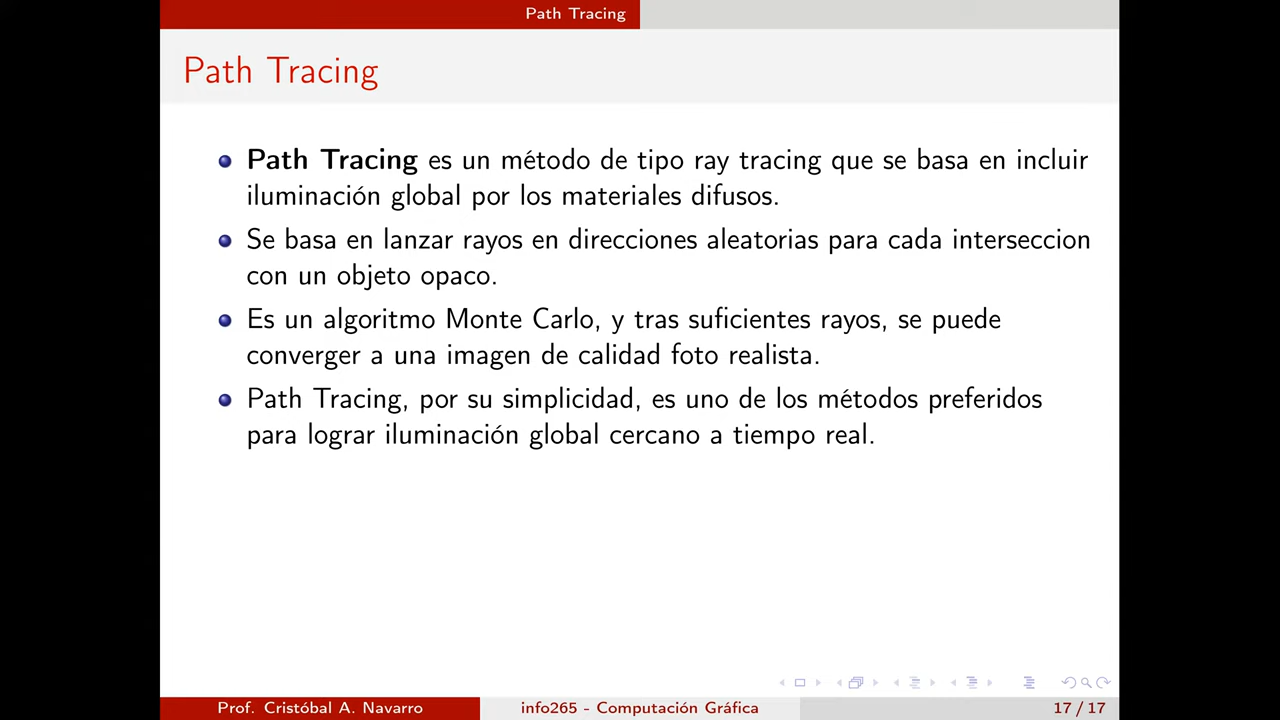 Path Tracing
Path Tracing
Path Tracing es un método de tipo ray tracing que se basa en incluir
iluminación global por los materiales difusos.
Se basa en lanzar rayos en direcciones aleatorias para cada interseccion
con un objeto opaco.
Es un algoritmo Monte Carlo, y tras suficientes rayos, se puede
converger a una imagen de calidad foto realista.
Path Tracing, por su simplicidad, es uno de los métodos preferidos
para lograr iluminación global cercano a tiempo real.
Prof. Cristóbal A. Navarro info265 - Computación Gráfica 17 / 17